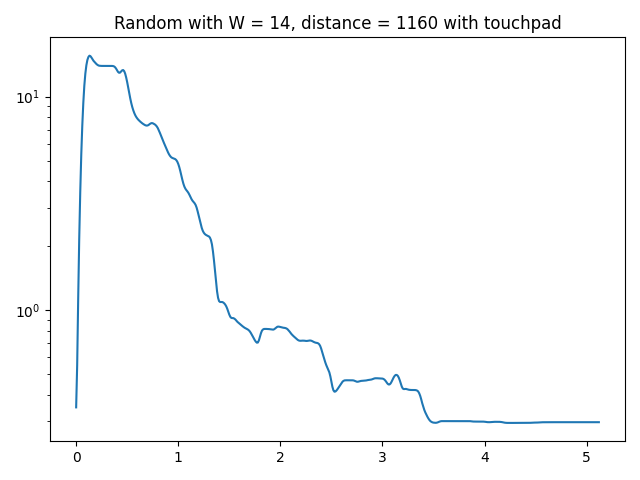 Random with W = 14, distance = 1160 with touchpad
10¹
10⁰
0 1 2 3 4 5